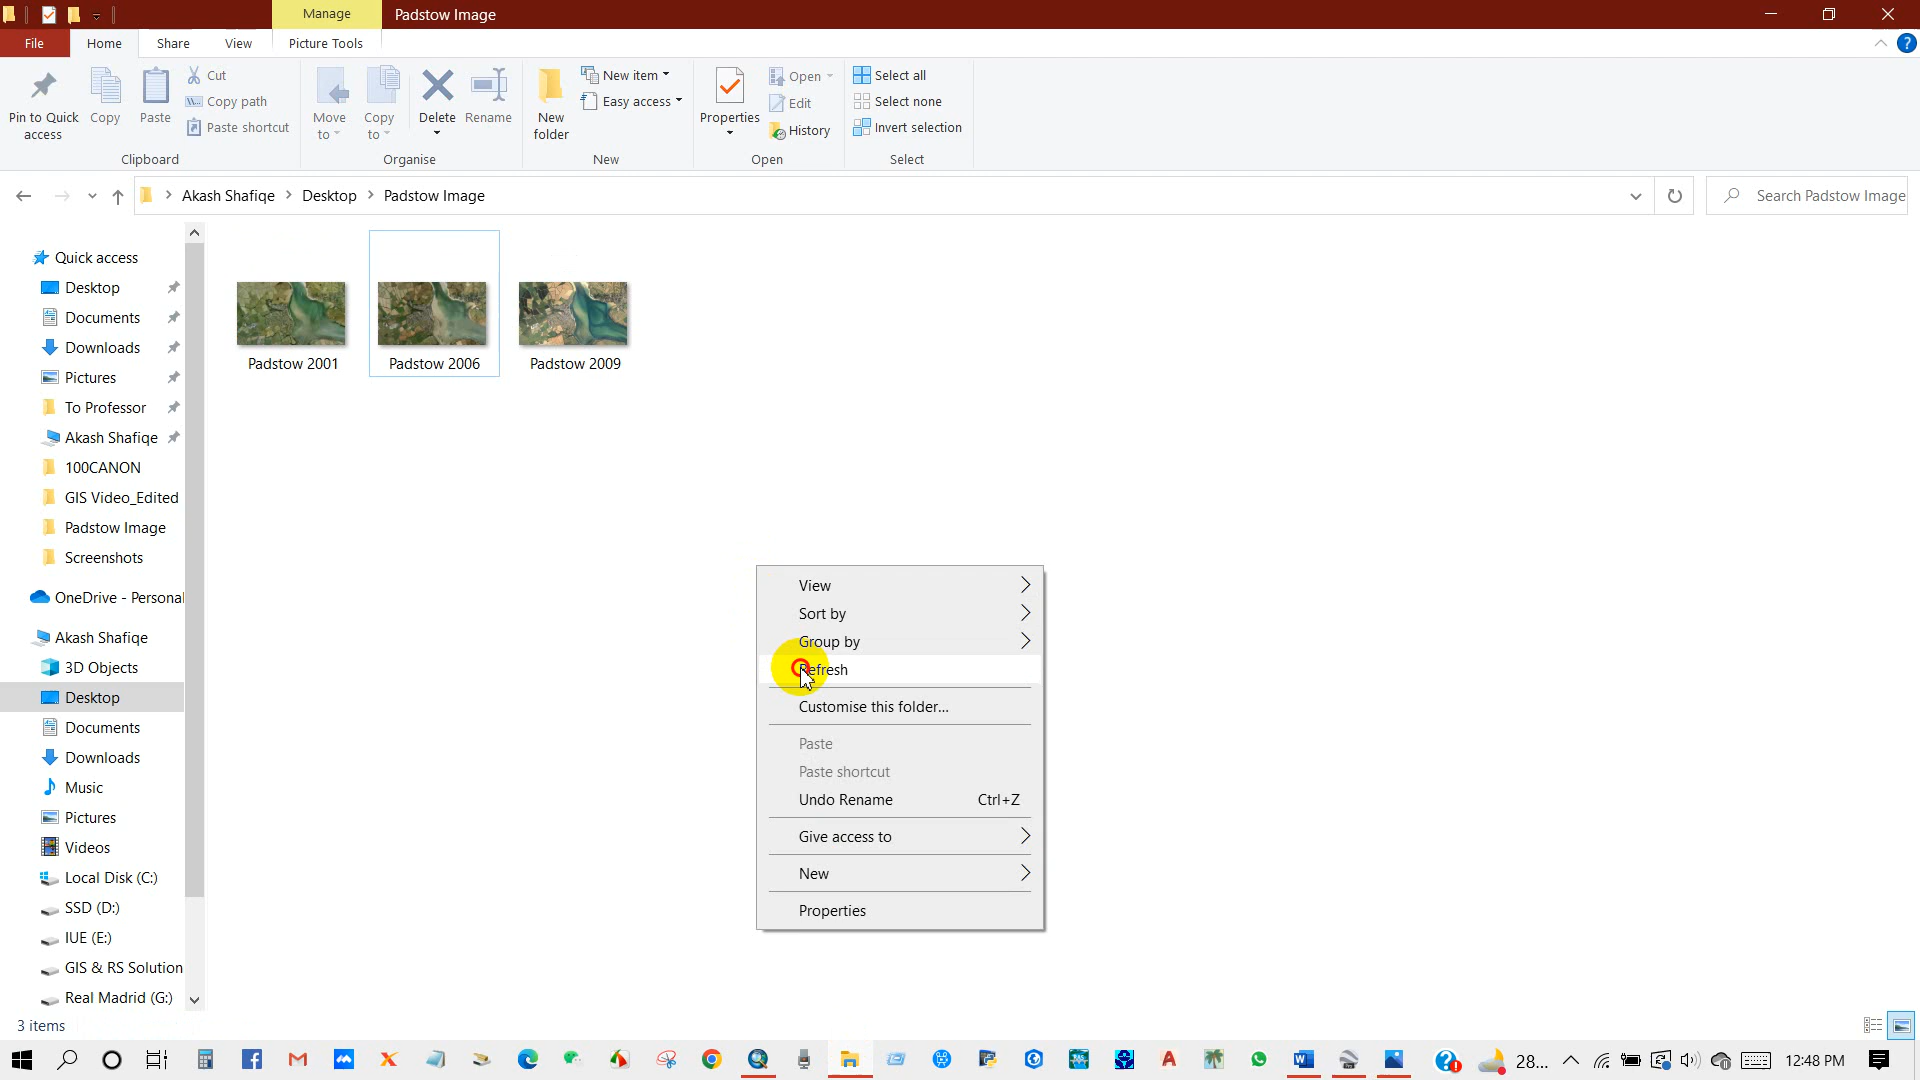 Manage
Padstow Image
File
Home
Share
View
Picture Tools
Pin to Quick access
Copy
Paste
Cut
Copy path
Paste shortcut
Clipboard
Move to
Copy to
Delete
Rename
Organise
New folder
New item
Easy access
New
Properties
Open
Edit
History
Open
Select all
Select none
Invert selection
Select
Akash Shafiqe
Desktop
Padstow Image
Search Padstow Image
Quick access
Desktop
Documents
Downloads
Pictures
To Professor
Akash Shafiqe
100CANON
GIS Video_Edited
Padstow Image
Screenshots
OneDrive - Personal
Akash Shafiqe
3D Objects
Desktop
Documents
Downloads
Music
Pictures
Videos
Local Disk (C:)
SSD (D:)
IUE (E:)
GIS & RS Solution
Real Madrid (G:)
Padstow 2001
Padstow 2006
Padstow 2009
View
Sort by
Group by
Refresh
Customise this folder...
Paste
Paste shortcut
Undo Rename Ctrl+Z
Give access to
New
Properties
3 items
28...
12:48 PM